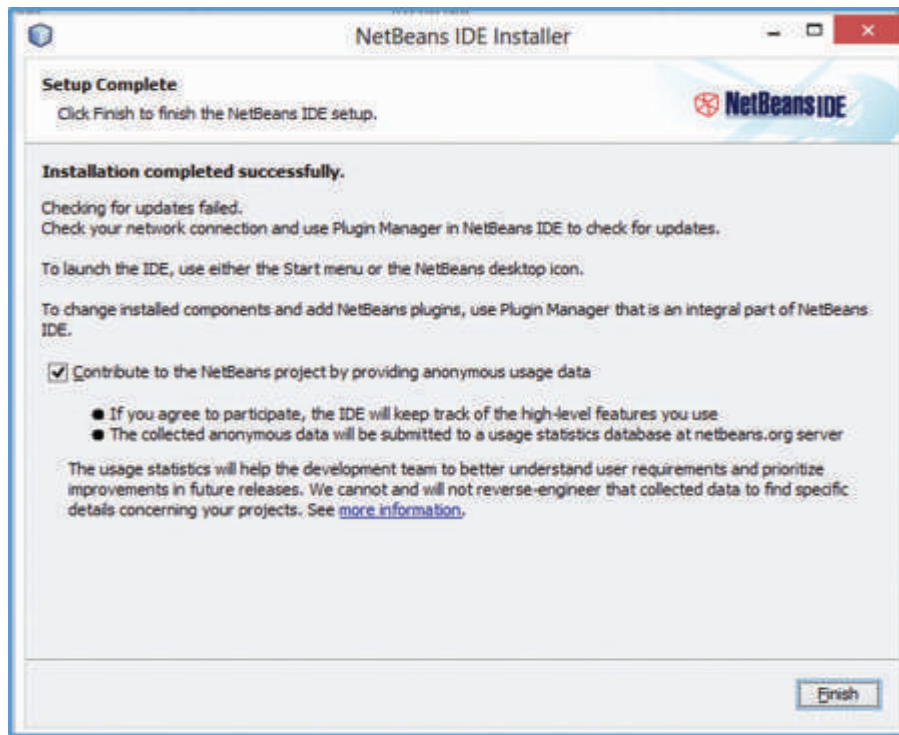 NetBeans IDE Installer
Setup Complete
Click Finish to finish the NetBeans IDE setup.
NetBeans IDE
Installation completed successfully.
Checking for updates failed.
Check your network connection and use Plugin Manager in NetBeans IDE to check for updates.
To launch the IDE, use either the Start menu or the NetBeans desktop icon.
To change installed components and add NetBeans plugins, use Plugin Manager that is an integral part of NetBeans
IDE.
Contribute to the NetBeans project by providing anonymous usage data
● If you agree to participate, the IDE will keep track of the high-level features you use
● The collected anonymous data will be submitted to a usage statistics database at netbeans.org server
The usage statistics will help the development team to better understand user requirements and prioritize
improvements in future releases. We cannot and will not reverse-engineer that collected data to find specific
details concerning your projects. See more information.
Finish